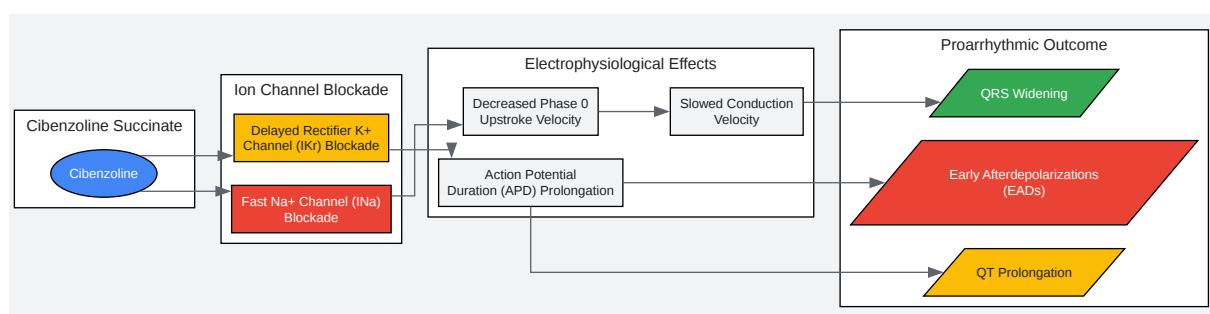 Cibenzoline Succinate
Cibenzoline
Ion Channel Blockade
Delayed Rectifier K+
Channel (IKr) Blockade
Fast Na+ Channel (INa)
Blockade
Electrophysiological Effects
Decreased Phase 0
Upstroke Velocity
Slowed Conduction
Velocity
Action Potential
Duration (APD) Prolongation
Proarrhythmic Outcome
QRS Widening
Early Afterdepolarizations
(EADs)
QT Prolongation